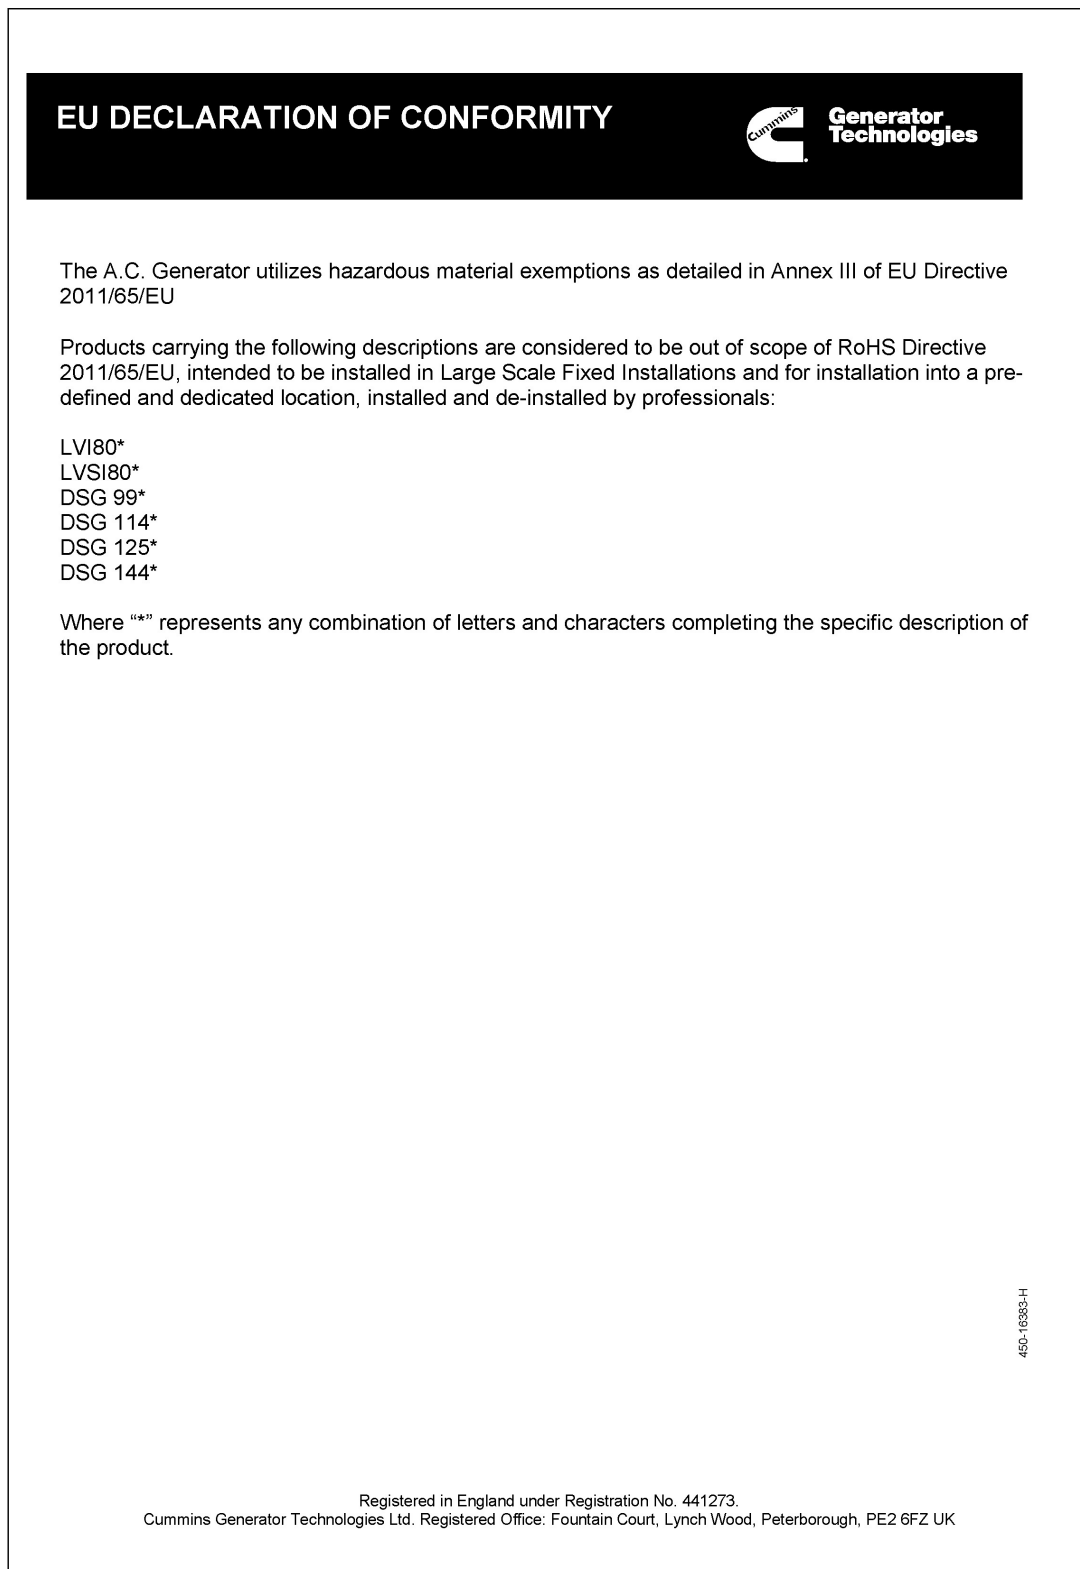 EU DECLARATION OF CONFORMITY
Cummins
Generator
Technologies
The A.C. Generator utilizes hazardous material exemptions as detailed in Annex III of EU Directive
2011/65/EU
Products carrying the following descriptions are considered to be out of scope of RoHS Directive
2011/65/EU, intended to be installed in Large Scale Fixed Installations and for installation into a pre-
defined and dedicated location, installed and de-installed by professionals:
LVI80*
LVSI80*
DSG 99*
DSG 114*
DSG 125*
DSG 144*
Where “*” represents any combination of letters and characters completing the specific description of
the product.
450-16383-H
Registered in England under Registration No. 441273.
Cummins Generator Technologies Ltd. Registered Office: Fountain Court, Lynch Wood, Peterborough, PE2 6FZ UK